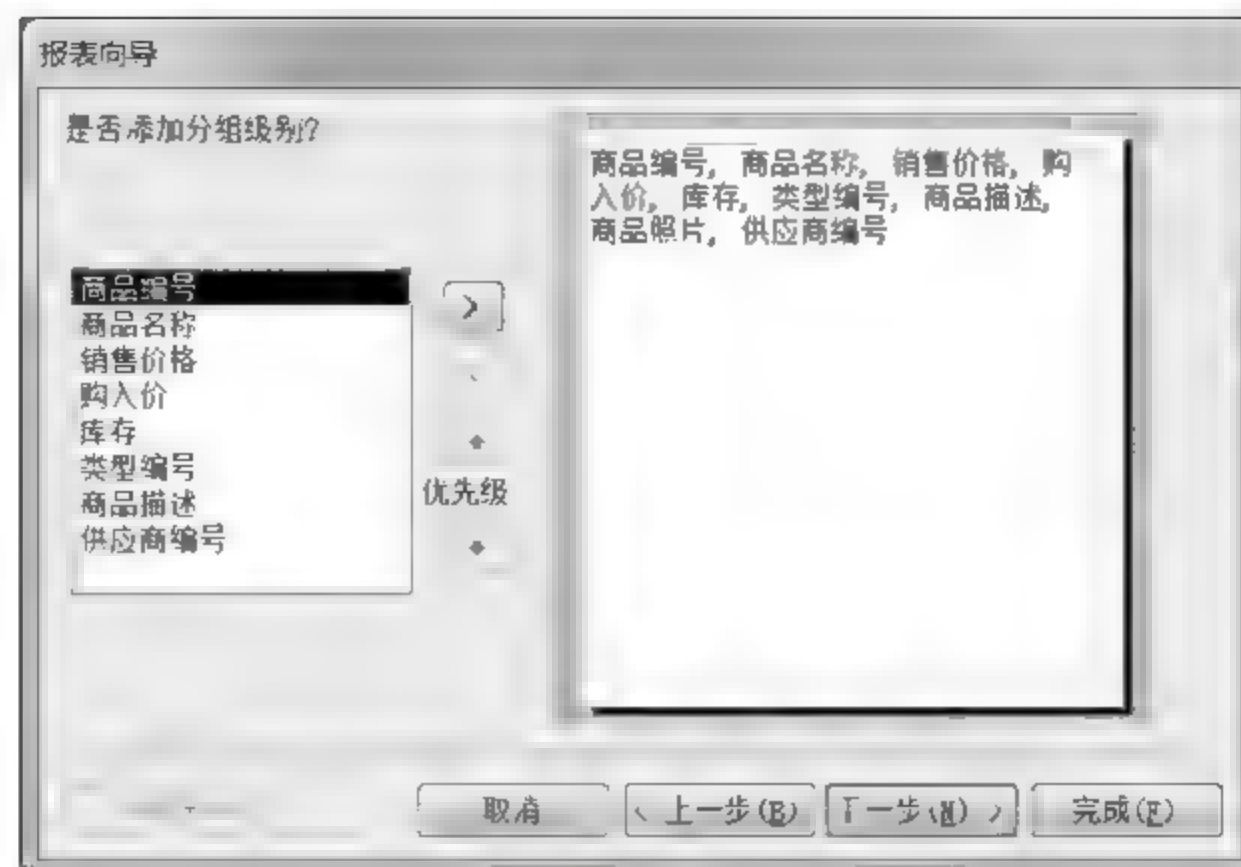 报表向导
是否添加分组级别?
商品编号
商品名称
销售价格
购入价
库存
类型编号
商品描述
供应商编号
>
优先级
商品编号, 商品名称, 销售价格, 购
入价, 库存, 类型编号, 商品描述,
商品照片, 供应商编号
取消
< 上一步(B)
下一步(N) >
完成(F)